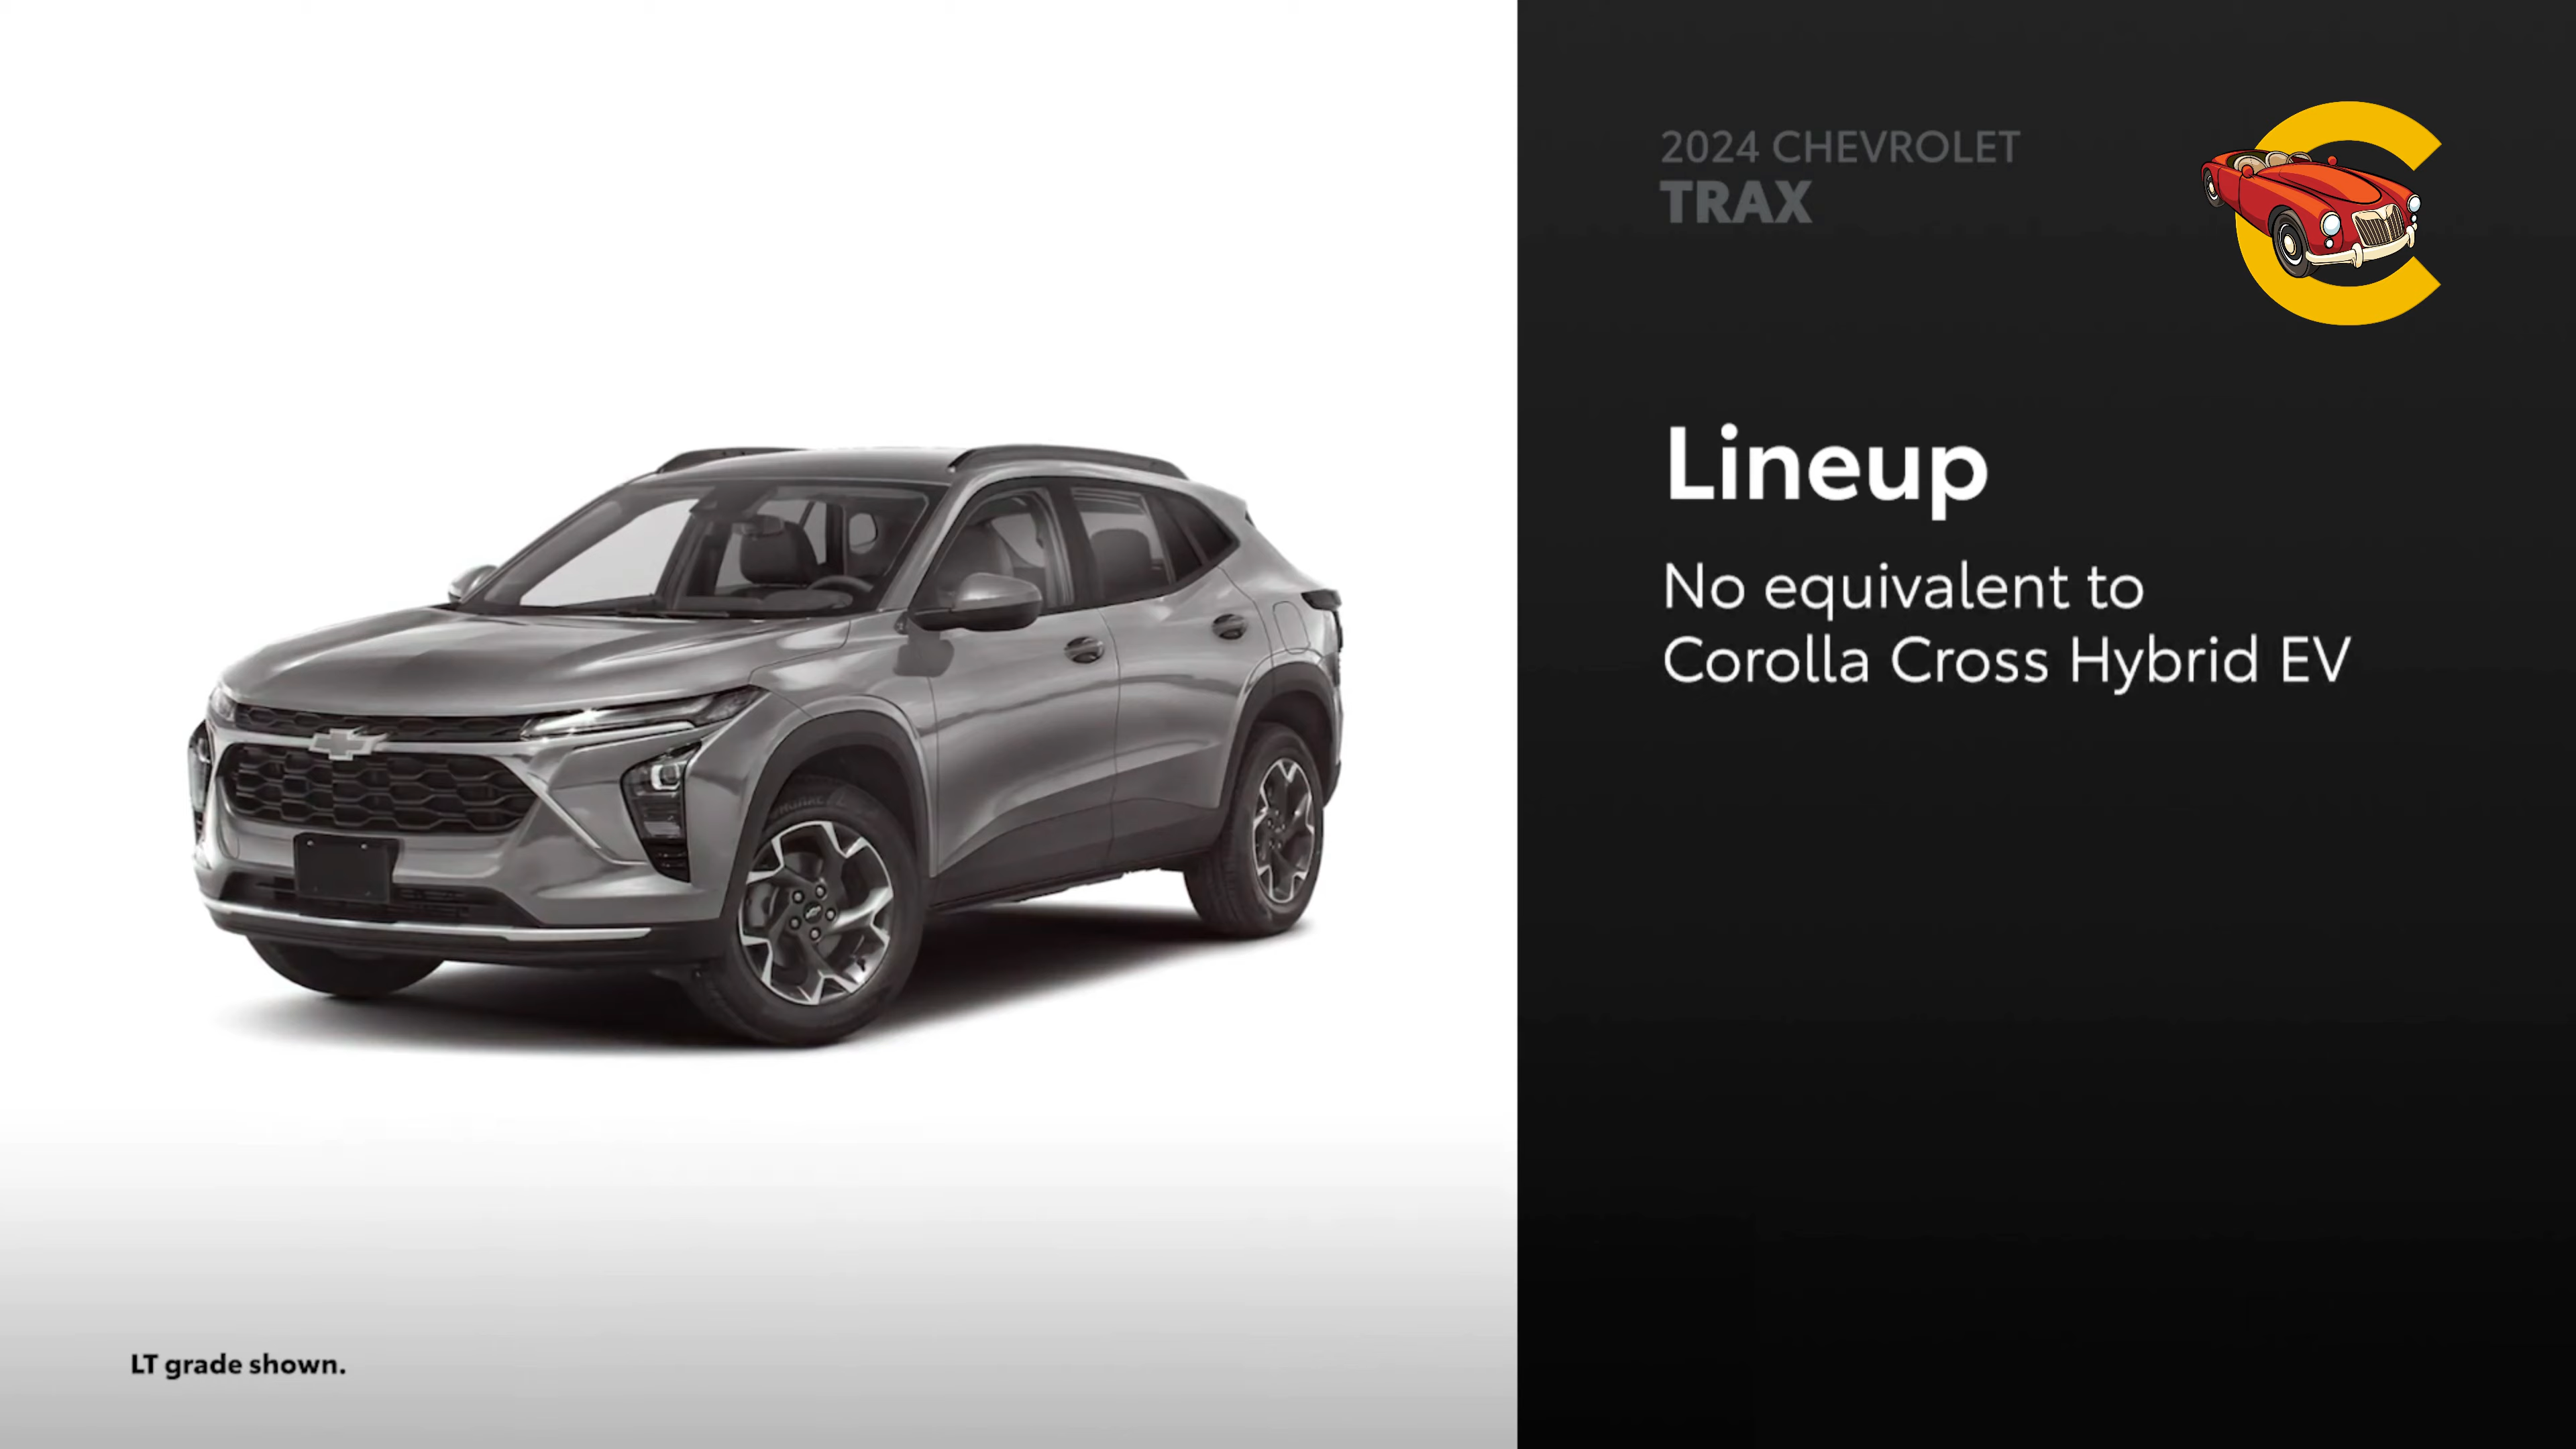 2024 CHEVROLET
TRAX
Lineup
No equivalent to
Corolla Cross Hybrid EV
LT grade shown.